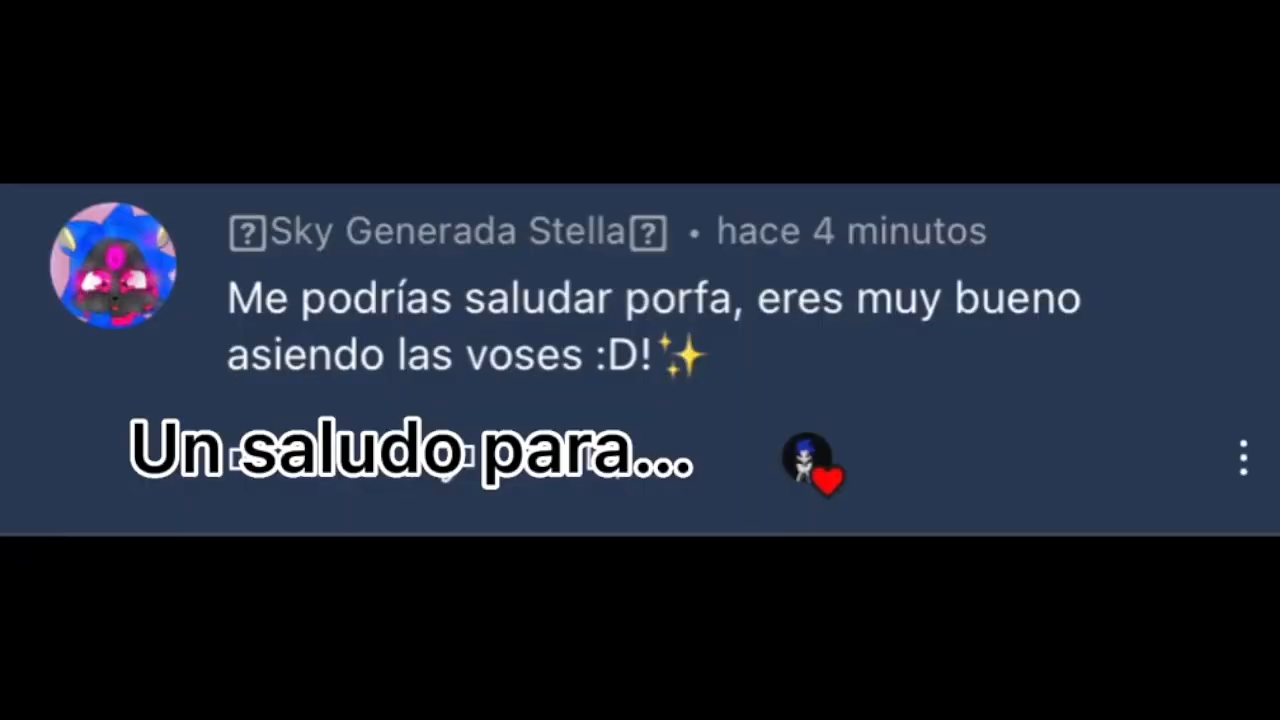 ⍰Sky Generada Stella⍰ • hace 4 minutos
Me podrías saludar porfa, eres muy bueno
asiendo las voses :D!✨
Un saludo para...